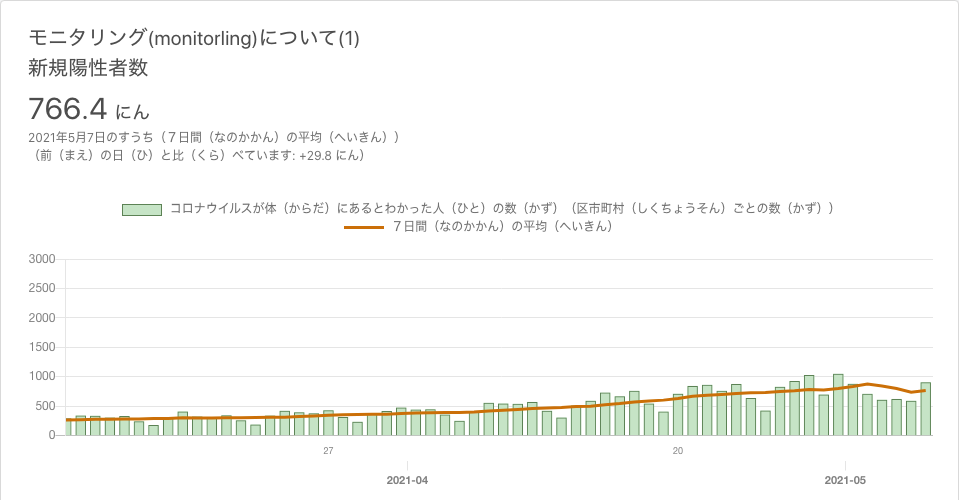 モニタリング(monitorling)について(1)
新規陽性者数
766.4 にん
2021年5月7日のすうち（７日間（なのかかん）の平均（へいきん））
（前（まえ）の日（ひ）と比（くら）べています: +29.8 にん）
コロナウイルスが体（からだ）にあるとわかった人（ひと）の数（かず）（区市町村（しくちょうそん）ごとの数（かず））
７日間（なのかかん）の平均（へいきん）
3000
2500
2000
1500
1000
500
0
27
20
2021-04
2021-05